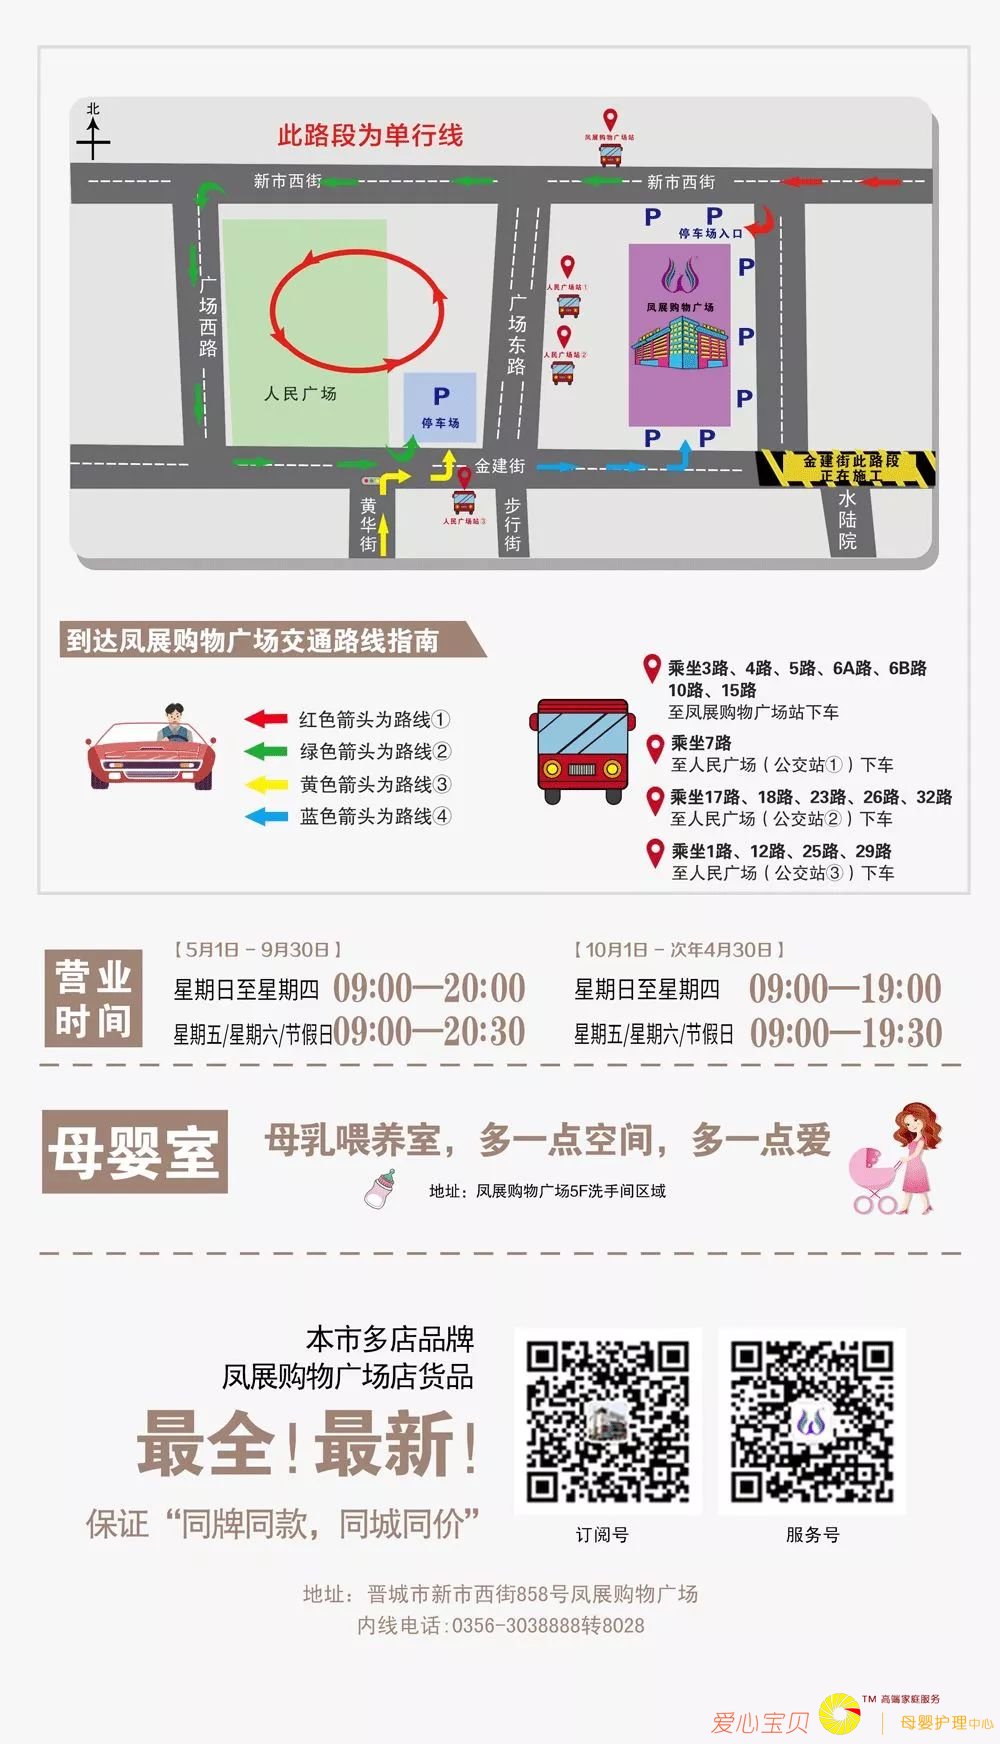 北
此路段为单行线
凤展购物广场站
新市西街
新市西街
P
P
停车场入口
P
凤展购物广场
人民广场站①
人民广场站②
P
P
P
P
广场西路
广场东路
人民广场
P
停车场
金建街
金建街此路段
正在施工
人民广场站③
黄华街
步行街
水陆院
到达凤展购物广场交通路线指南
红色箭头为路线①
绿色箭头为路线②
黄色箭头为路线③
蓝色箭头为路线④
乘坐3路、4路、5路、6A路、6B路
10路、15路
至凤展购物广场站下车
乘坐7路
至人民广场（公交站①）下车
乘坐17路、18路、23路、26路、32路
至人民广场（公交站②）下车
乘坐1路、12路、25路、29路
至人民广场（公交站③）下车
营业
时间
【5月1日－9月30日】
星期日至星期四 09:00—20:00
星期五/星期六/节假日09:00—20:30
【10月1日－次年4月30日】
星期日至星期四 09:00—19:00
星期五/星期六/节假日 09:00—19:30
母婴室
母乳喂养室，多一点空间，多一点爱
地址：凤展购物广场5F洗手间区域
本市多店品牌
凤展购物广场店货品
最全！最新！
保证“同牌同款，同城同价”
订阅号
服务号
地址：晋城市新市西街858号凤展购物广场
内线电话:0356-3038888转8028
爱心宝贝
TM 高端家庭服务
母婴护理中心